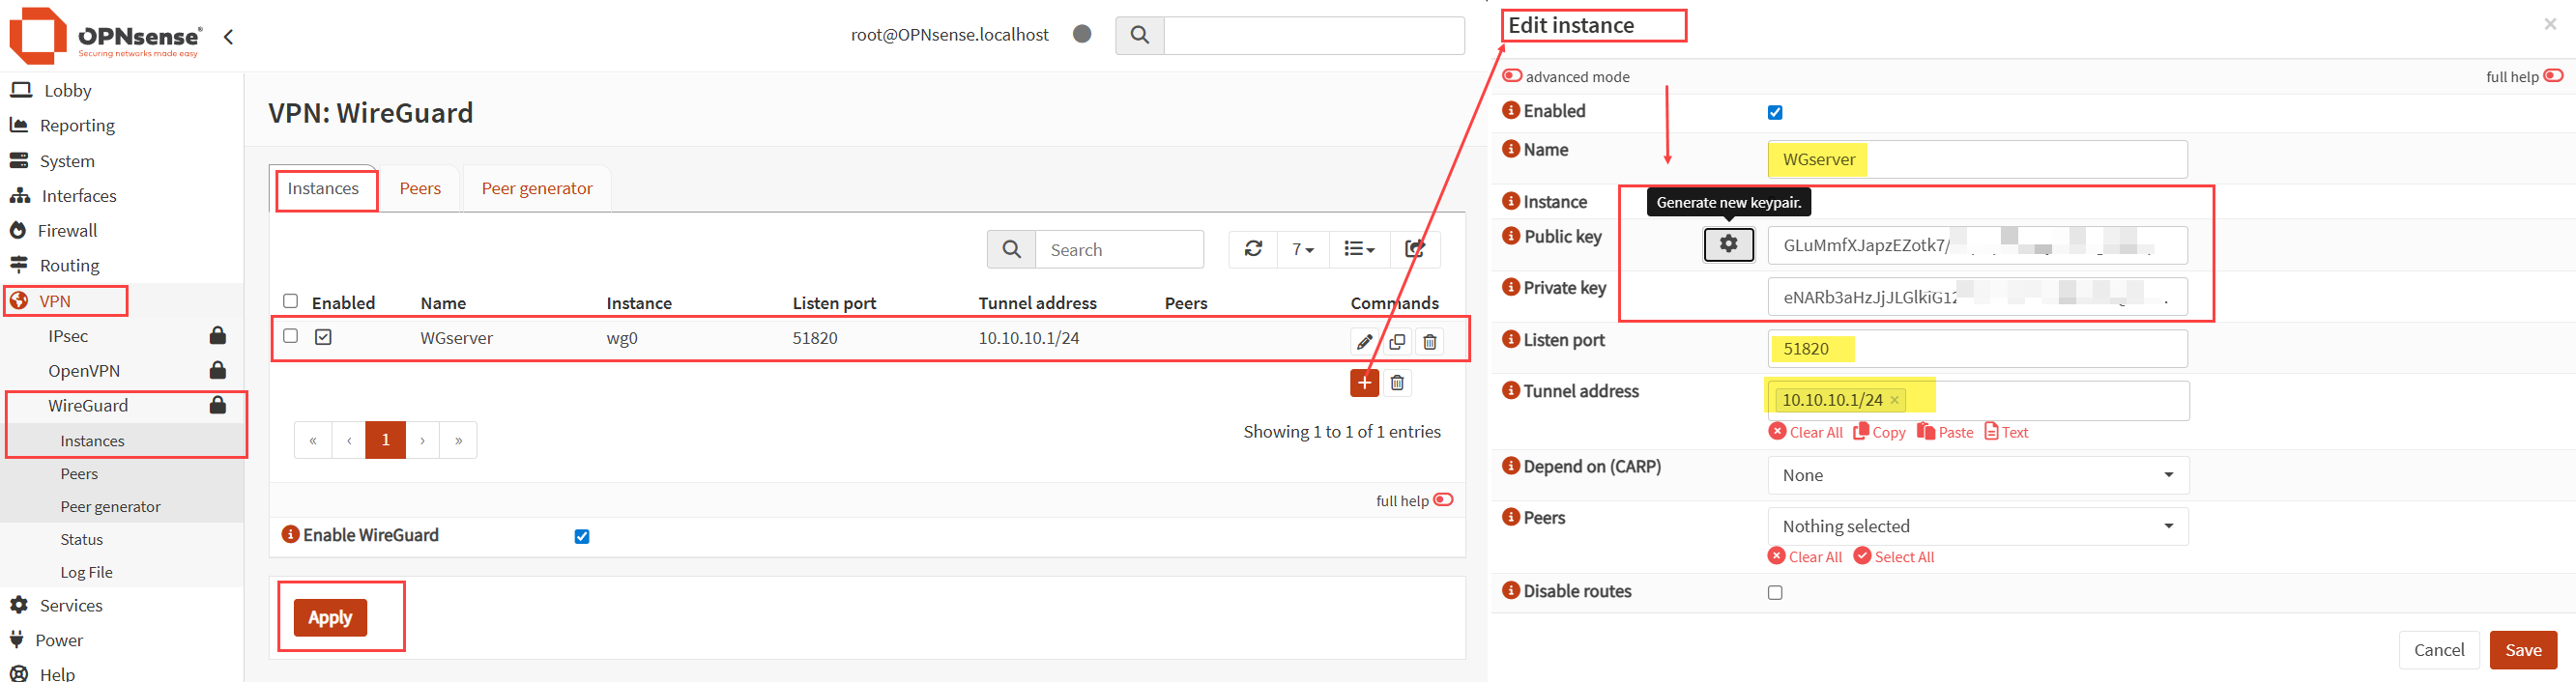 OPNsense®
Securing networks made easy
root@OPNsense.localhost
Lobby
Reporting
System
Interfaces
Firewall
Routing
VPN
IPsec
OpenVPN
WireGuard
Instances
Peers
Peer generator
Status
Log File
Services
Power
Help
VPN: WireGuard
Instances Peers Peer generator
Search
7
Enabled Name Instance Listen port Tunnel address Peers Commands
WGserver wg0 51820 10.10.10.1/24
« ‹ 1 › »
Showing 1 to 1 of 1 entries
full help
Enable WireGuard
Apply
Edit instance
×
advanced mode
full help
Enabled
Name
WGserver
Instance
Generate new keypair.
Public key
GLuMmfXJapzEZotk7/
Private key
eNARb3aHzJjJLGlkiG12
Listen port
51820
Tunnel address
10.10.10.1/24 ×
Clear All Copy Paste Text
Depend on (CARP)
None
Peers
Nothing selected
Clear All Select All
Disable routes
Cancel Save